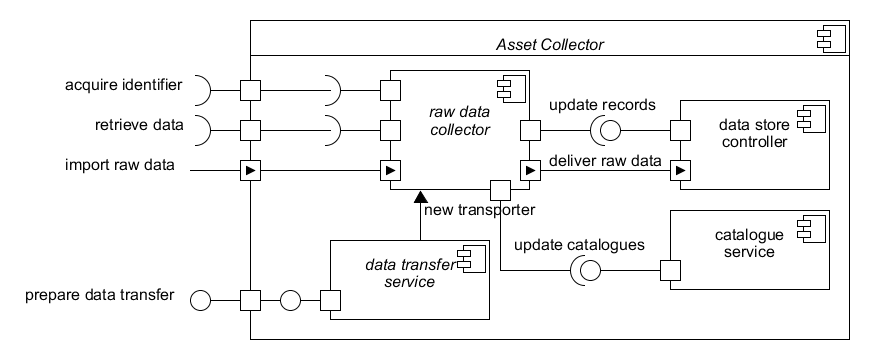 Asset Collector
acquire identifier
retrieve data
import raw data
raw data
collector
update records
data store
controller
deliver raw data
new transporter
update catalogues
catalogue
service
data transfer
service
prepare data transfer